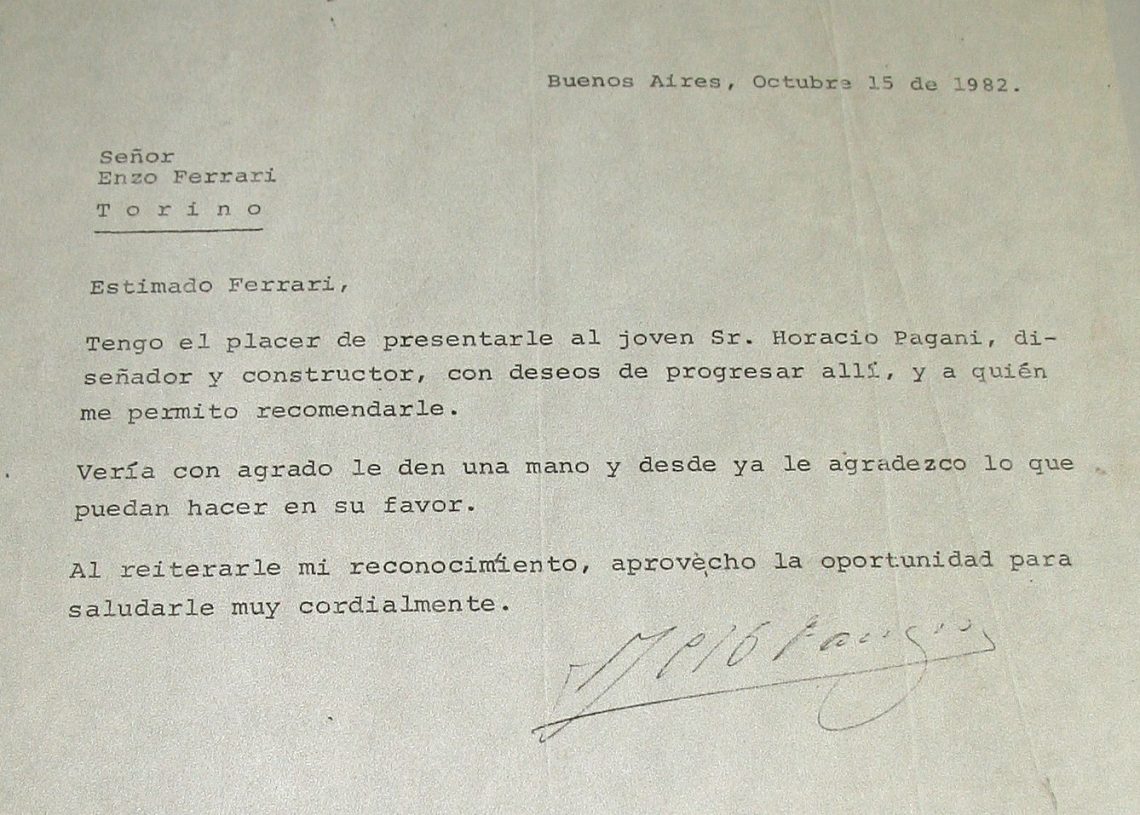 Buenos Aires, Octubre 15 de 1982.
Señor
Enzo Ferrari
T o r i n o
Estimado Ferrari,
Tengo el placer de presentarle al joven Sr. Horacio Pagani, di-
señador y constructor, con deseos de progresar allí, y a quién
me permito recomendarle.
Vería con agrado le den una mano y desde ya le agradezco lo que
puedan hacer en su favor.
Al reiterarle mi reconocimiento, aprovecho la oportunidad para
saludarle muy cordialmente.